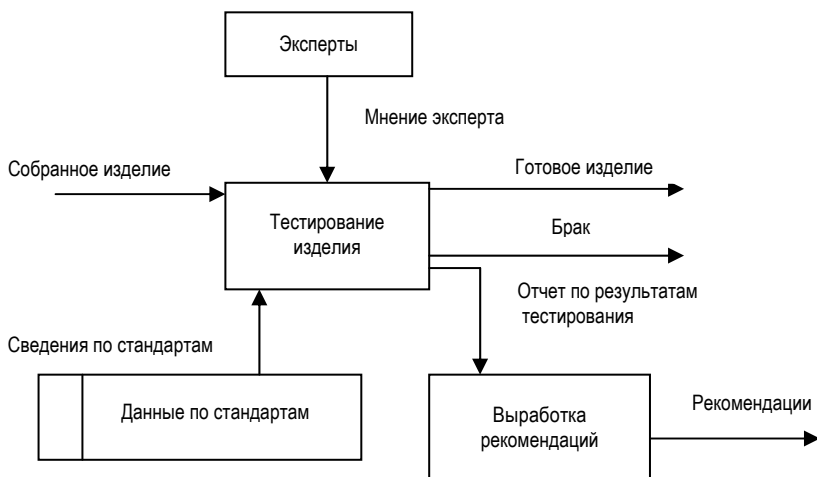 Эксперты
Мнение эксперта
Собранное изделие
Готовое изделие
Тестирование
изделия
Брак
Отчет по результатам
тестирования
Сведения по стандартам
Данные по стандартам
Выработка
рекомендаций
Рекомендации